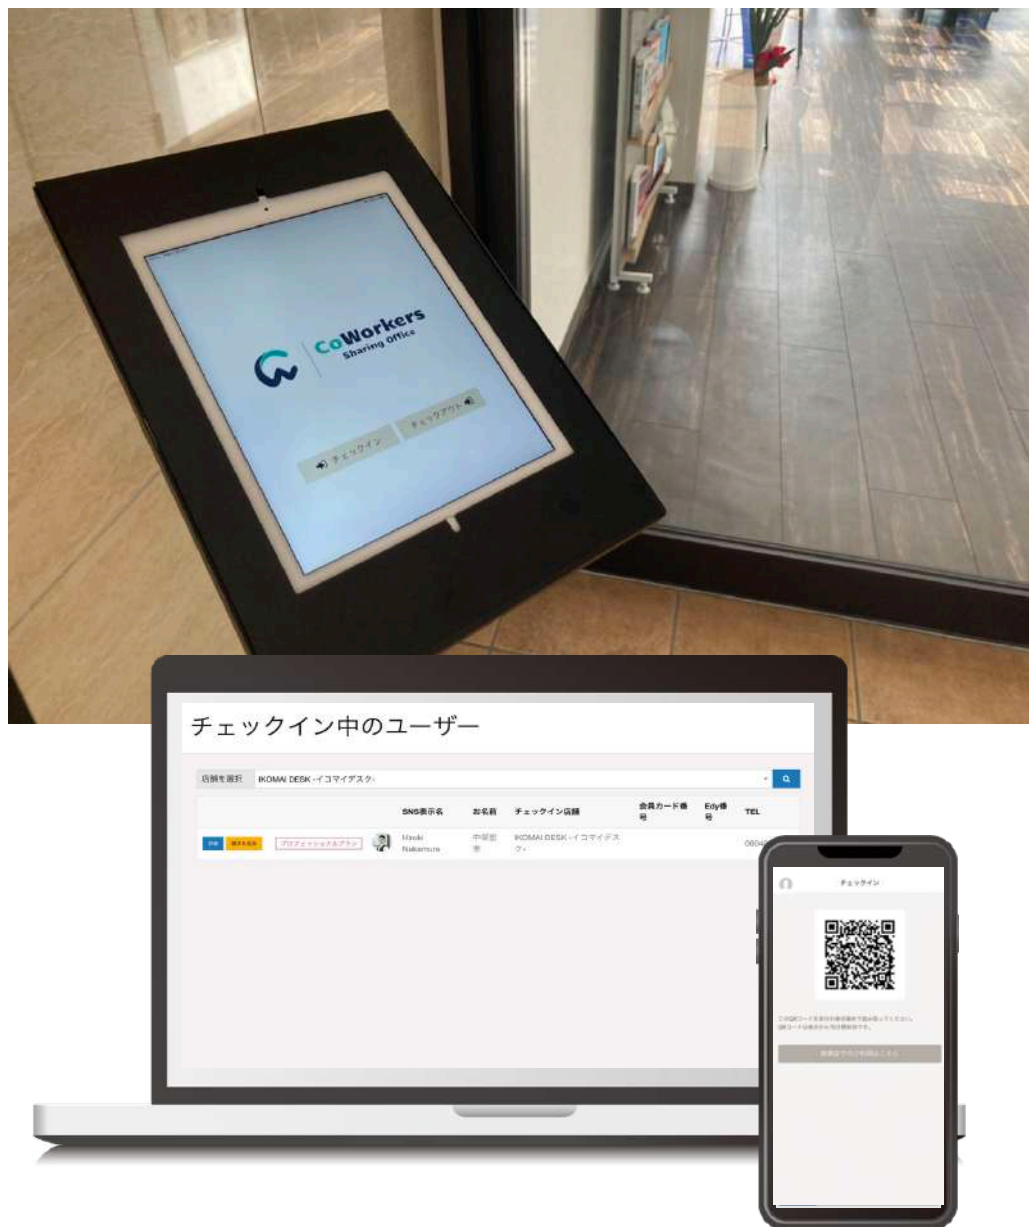 CoWorkers
Sharing Office
チェックイン
チェックアウト
チェックイン中のユーザー
店舗を選択
IKOMAI DESK -イコマイデスク-
SNS表示名
お名前
チェックイン店舗
会員カード番
号
Edy番
号
TEL
プロフェッショナルプラン
Nakamura
IKOMAI DESK -イコマイデス
ク-
チェックイン